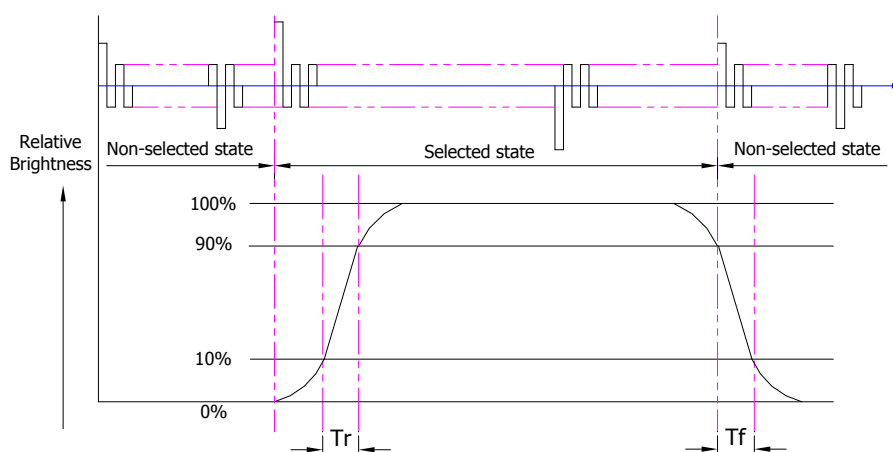 Relative
Brightness
Non-selected state
Selected state
Non-selected state
100%
90%
10%
0%
Tr
Tf